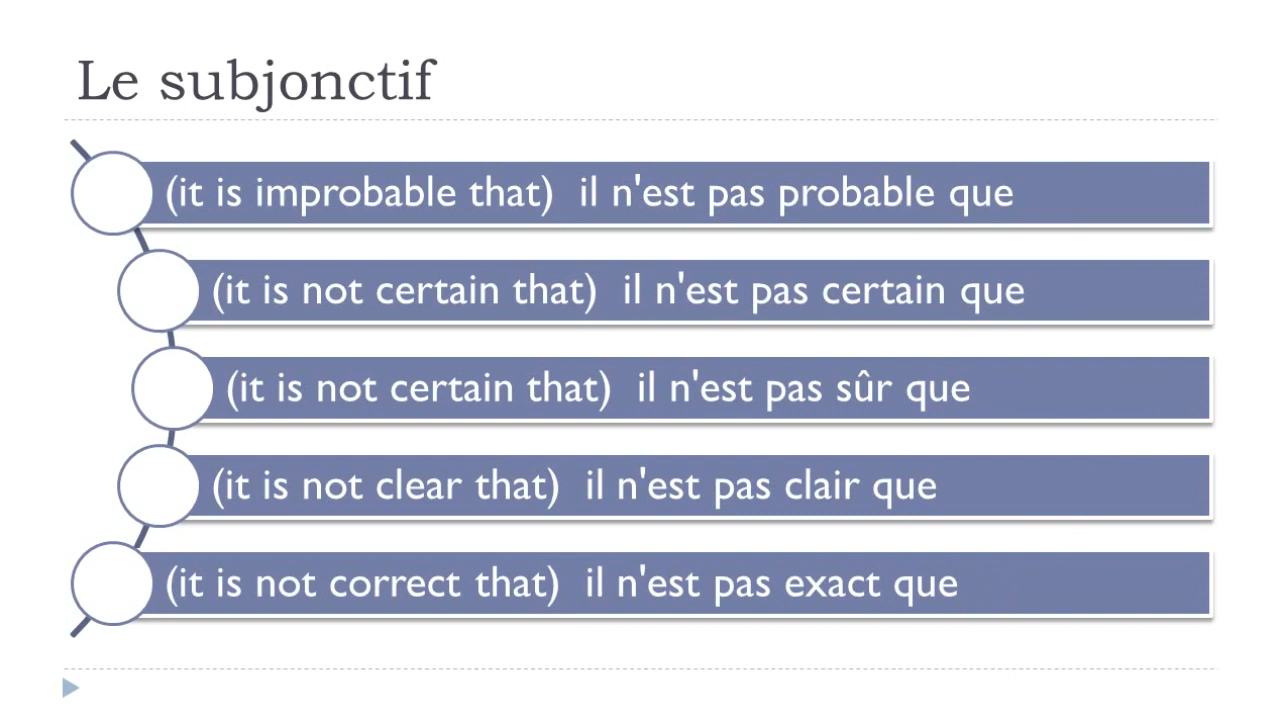 Le subjonctif
(it is improbable that) il n'est pas probable que
(it is not certain that) il n'est pas certain que
(it is not certain that) il n'est pas sûr que
(it is not clear that) il n'est pas clair que
(it is not correct that) il n'est pas exact que